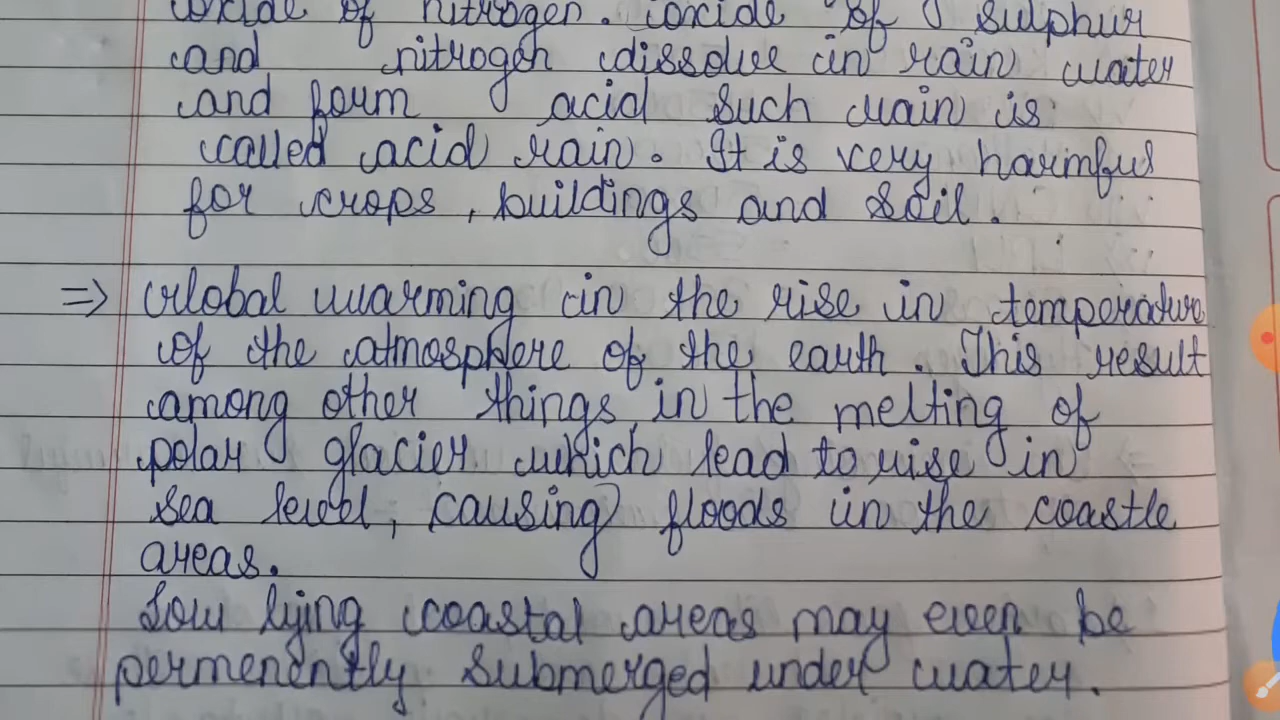 oxide of nitrogen. oxide of sulphur
and nitrogen dissolve in rain water
and form acid such rain is
called acid rain. It is very harmful
for crops, buildings and soil.
⇒ Global warming in the rise in temperature
of the atmosphere of the earth. This result
among other things, in the melting of
polar glacier which lead to rise in
sea level, causing floods in the coastle
areas.
Low lying coastal areas may even be
permenently submerged under water.